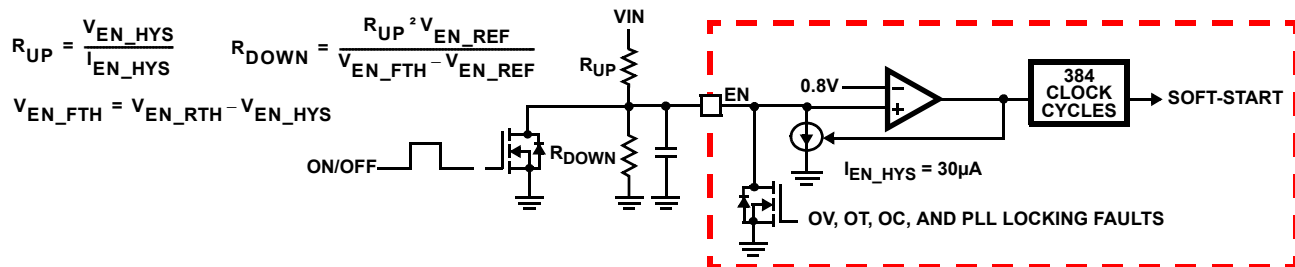 R_UP = V_EN_HYS / I_EN_HYS
R_DOWN = R_UP ² V_EN_REF / V_EN_FTH – V_EN_REF
V_EN_FTH = V_EN_RTH – V_EN_HYS
VIN
R_UP
ON/OFF
R_DOWN
EN
0.8V
−
+
384
CLOCK
CYCLES
SOFT-START
I_EN_HYS = 30µA
OV, OT, OC, AND PLL LOCKING FAULTS